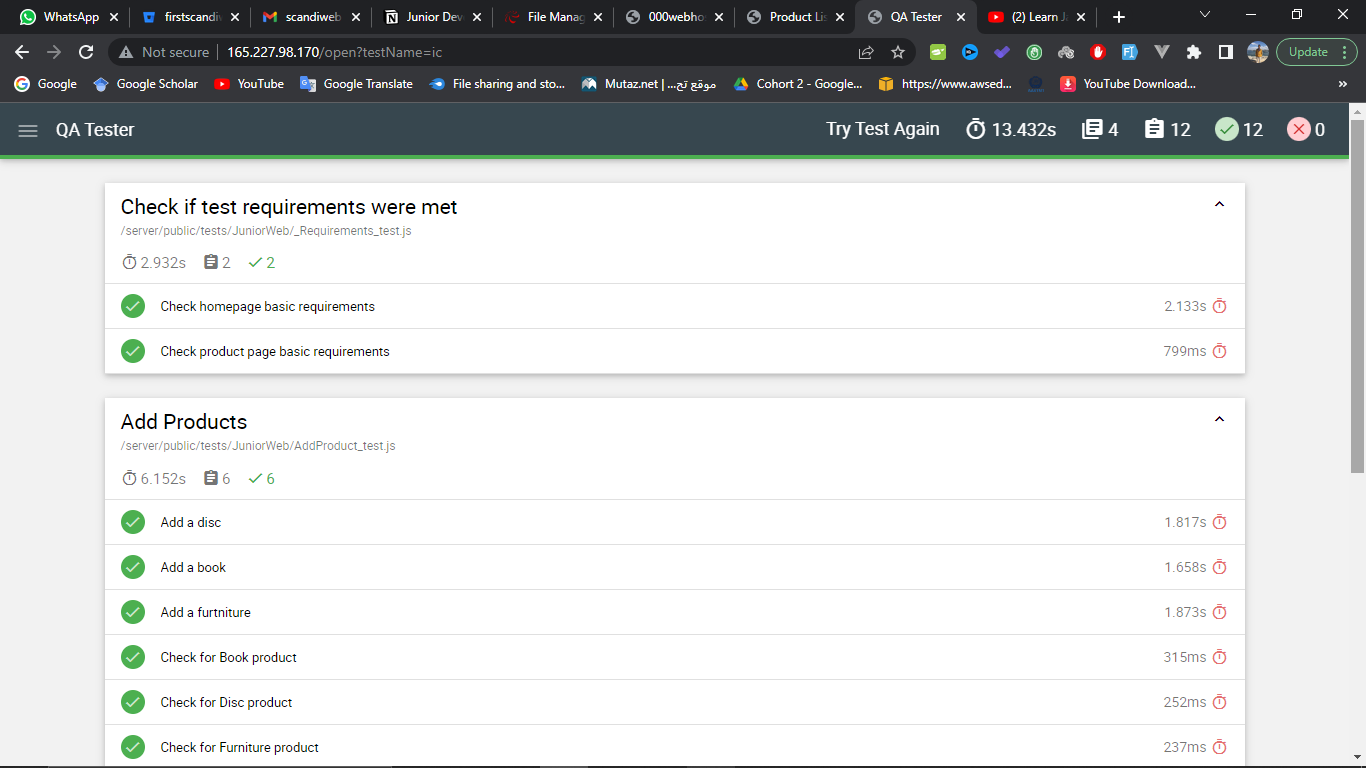 WhatsApp
firstscandiv
scandiweb
Junior Dev
File Manag
000webhos
Product Lis
QA Tester
(2) Learn Ja
Not secure
165.227.98.170/open?testName=ic
Update
Google
Google Scholar
YouTube
Google Translate
File sharing and sto...
Mutaz.net | موقع تح...
Cohort 2 - Google...
https://www.awsed...
YouTube Download...
»
QA Tester
Try Test Again
13.432s
4
12
12
0
Check if test requirements were met
/server/public/tests/JuniorWeb/_Requirements_test.js
2.932s 2 2
Check homepage basic requirements 2.133s
Check product page basic requirements 799ms
Add Products
/server/public/tests/JuniorWeb/AddProduct_test.js
6.152s 6 6
Add a disc 1.817s
Add a book 1.658s
Add a furtniture 1.873s
Check for Book product 315ms
Check for Disc product 252ms
Check for Furniture product 237ms